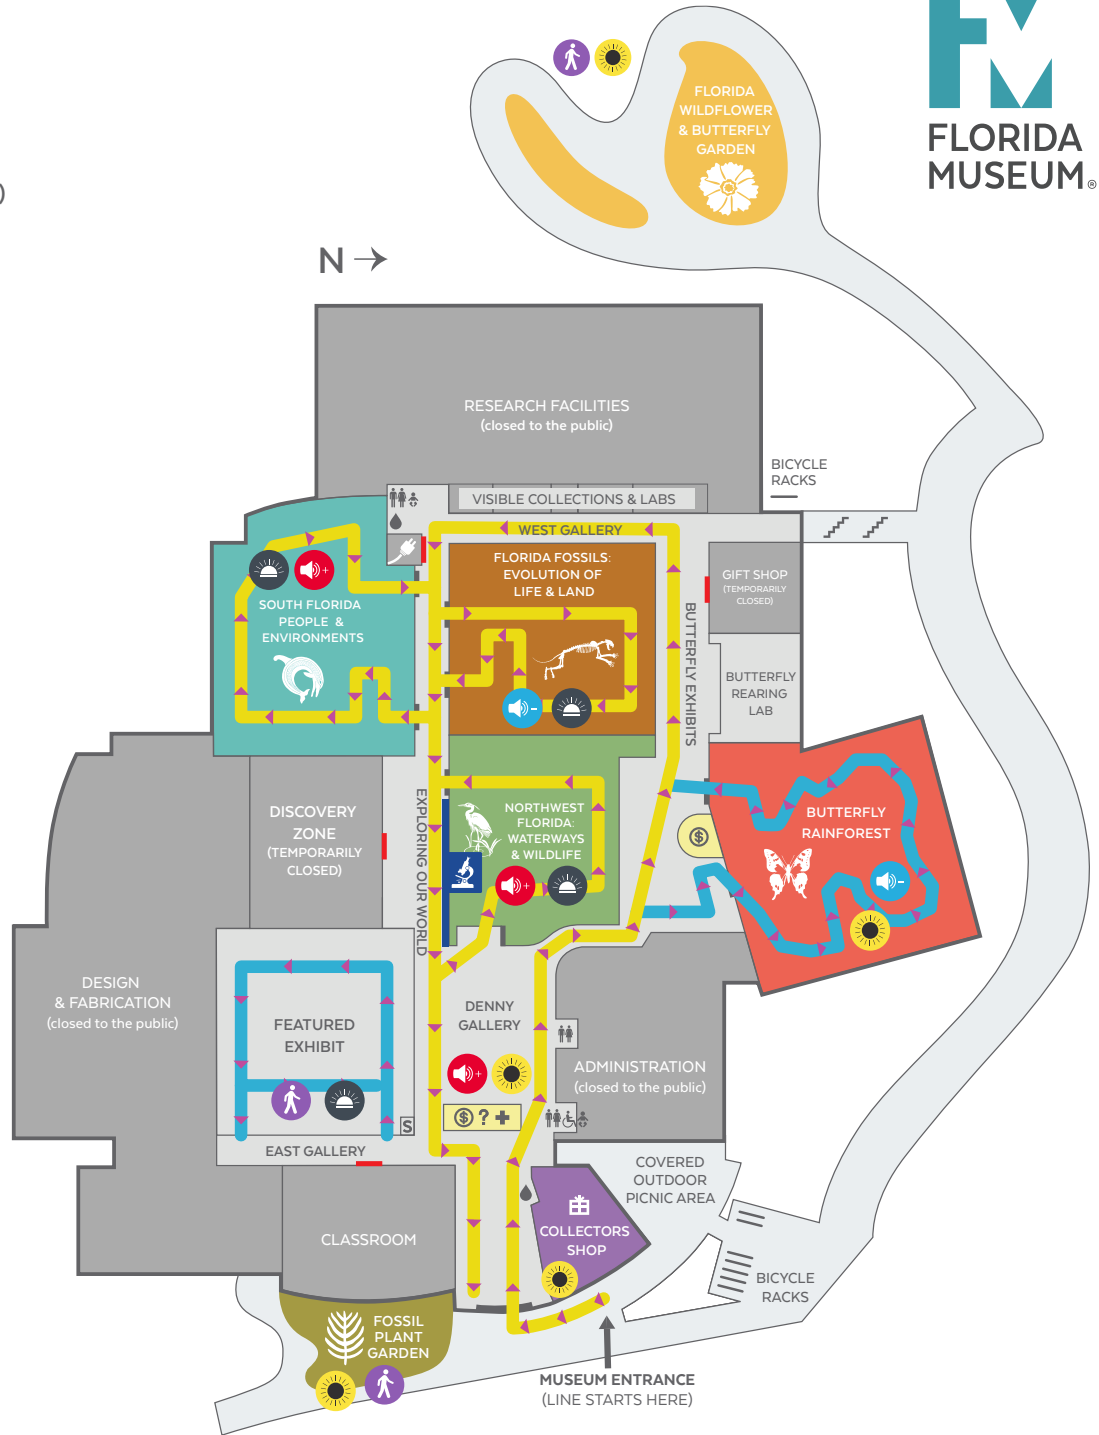 FM
FLORIDA
MUSEUM®
)
FLORIDA
WILDFLOWER
& BUTTERFLY
GARDEN
N
RESEARCH FACILITIES
(closed to the public)
BICYCLE
RACKS
VISIBLE COLLECTIONS & LABS
WEST GALLERY
FLORIDA FOSSILS:
EVOLUTION OF
LIFE & LAND
GIFT SHOP
(TEMPORARILY
CLOSED)
SOUTH FLORIDA
PEOPLE &
ENVIRONMENTS
BUTTERFLY EXHIBITS
BUTTERFLY
REARING
LAB
DISCOVERY
ZONE
(TEMPORARILY
CLOSED)
EXPLORING OUR WORLD
NORTHWEST
FLORIDA:
WATERWAYS
& WILDLIFE
$
BUTTERFLY
RAINFOREST
DESIGN
& FABRICATION
(closed to the public)
FEATURED
EXHIBIT
DENNY
GALLERY
ADMINISTRATION
(closed to the public)
$ ? +
S
EAST GALLERY
COVERED
OUTDOOR
PICNIC AREA
CLASSROOM
COLLECTORS
SHOP
BICYCLE
RACKS
FOSSIL
PLANT
GARDEN
MUSEUM ENTRANCE
(LINE STARTS HERE)